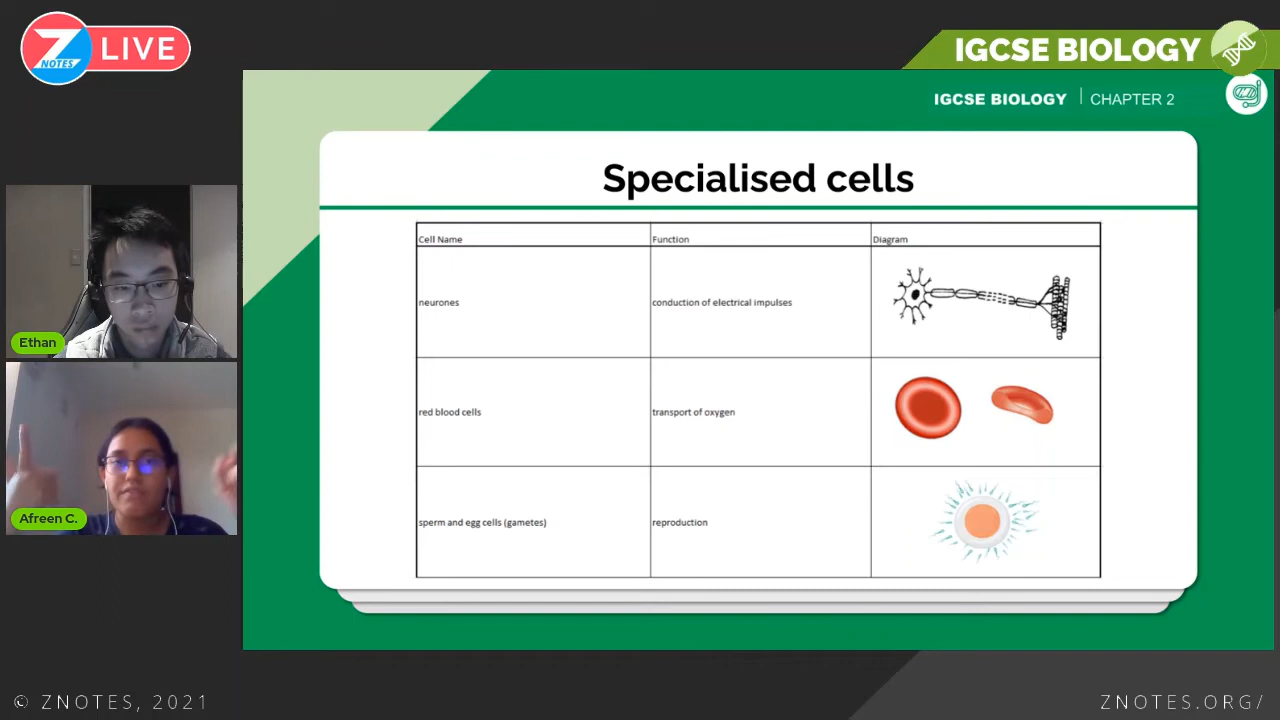 Z
NOTES
LIVE
IGCSE BIOLOGY
IGCSE BIOLOGY | CHAPTER 2
Specialised cells
Cell Name Function Diagram
neurones conduction of electrical impulses
red blood cells transport of oxygen
sperm and egg cells (gametes) reproduction
Ethan
Afreen C.
© ZNOTES, 2021
ZNOTES.ORG/